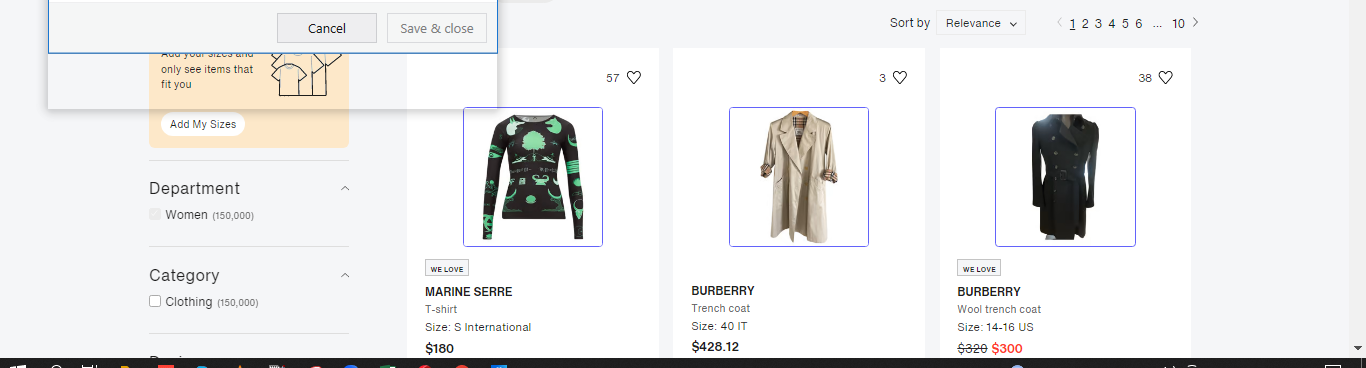 Cancel
Save & close
Sort by Relevance
1 2 3 4 5 6 ... 10
Add your sizes and
only see items that
fit you
Add My Sizes
Department
Women (150,000)
Category
Clothing (150,000)
57
WE LOVE
MARINE SERRE
T-shirt
Size: S International
$180
3
BURBERRY
Trench coat
Size: 40 IT
$428.12
38
WE LOVE
BURBERRY
Wool trench coat
Size: 14-16 US
$320 $300